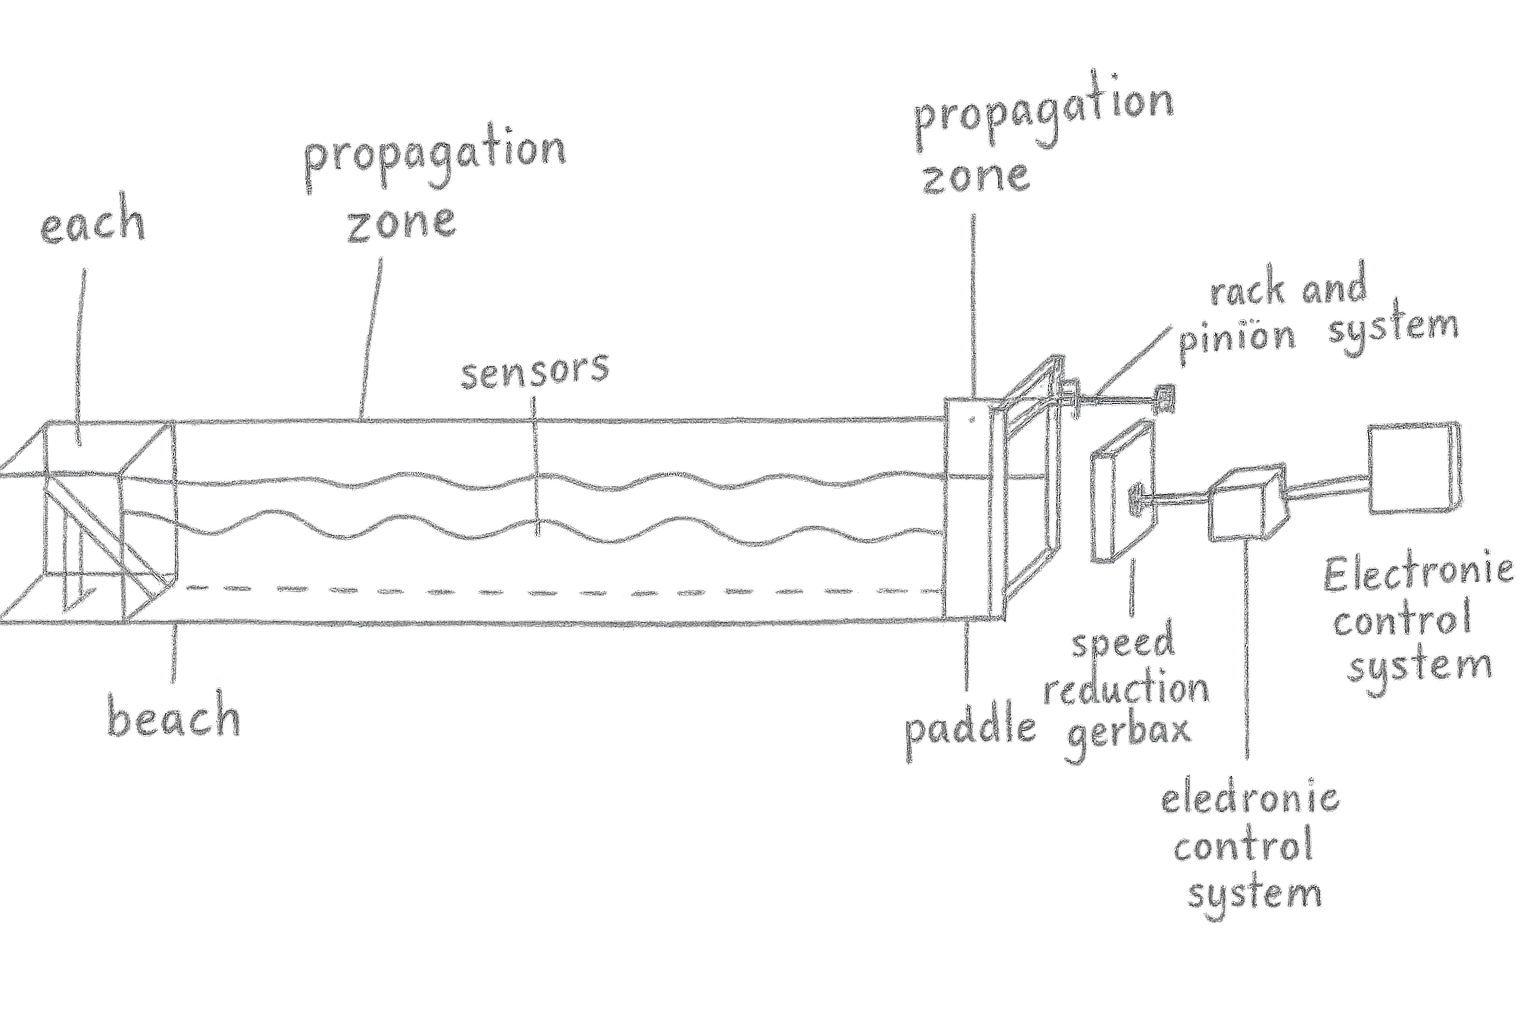 propagation
zone
propagation
zone
each
rack and
piniön system
sensors
Electronie
control
system
speed
reduction
gerbax
beach
paddle
eledronie
control
system